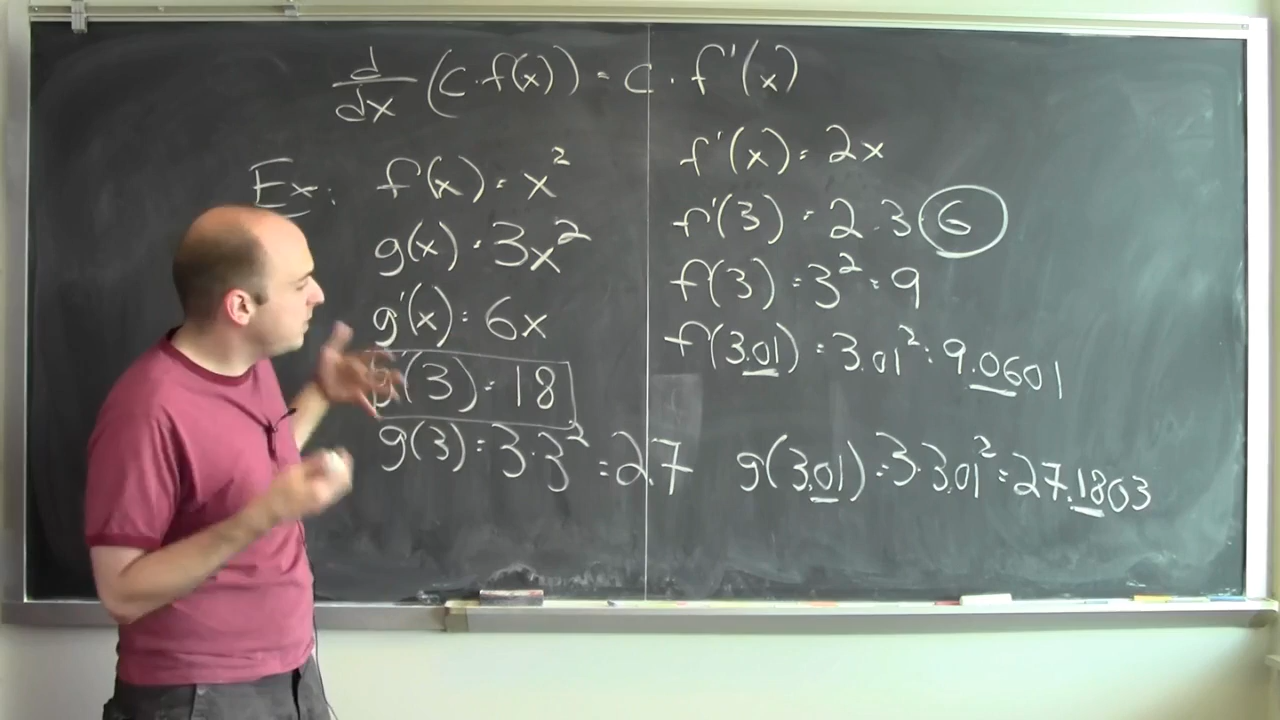 d/dx (c·f(x)) = c · f'(x)
Ex: f(x) = x²
g(x) = 3x²
g'(x) = 6x
g'(3) = 18
g(3) = 3·3² = 27
f'(x) = 2x
f'(3) = 2·3 6
f(3) = 3² = 9
f(3.01) = 3.01² = 9.0601
g(3.01) = 3·3.01² = 27.1803